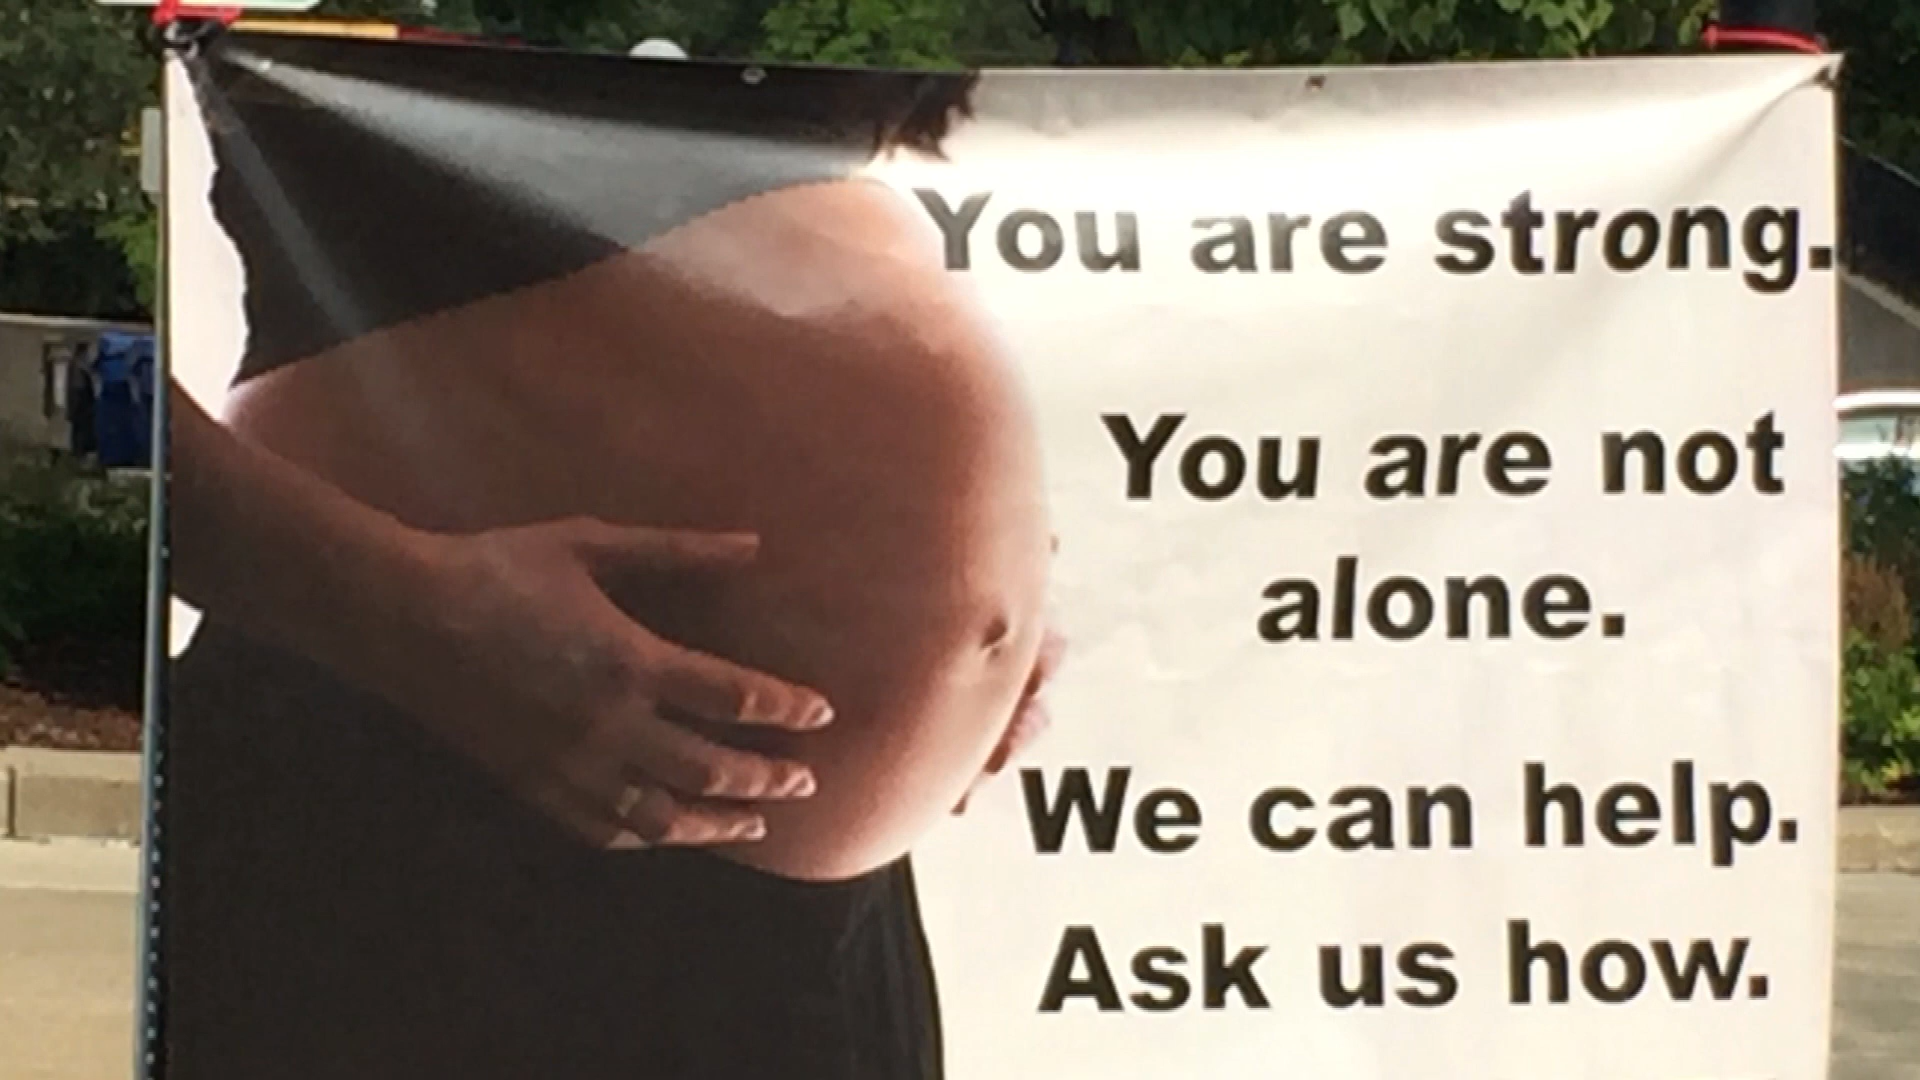 You are strong.
You are not
alone.
We can help.
Ask us how.